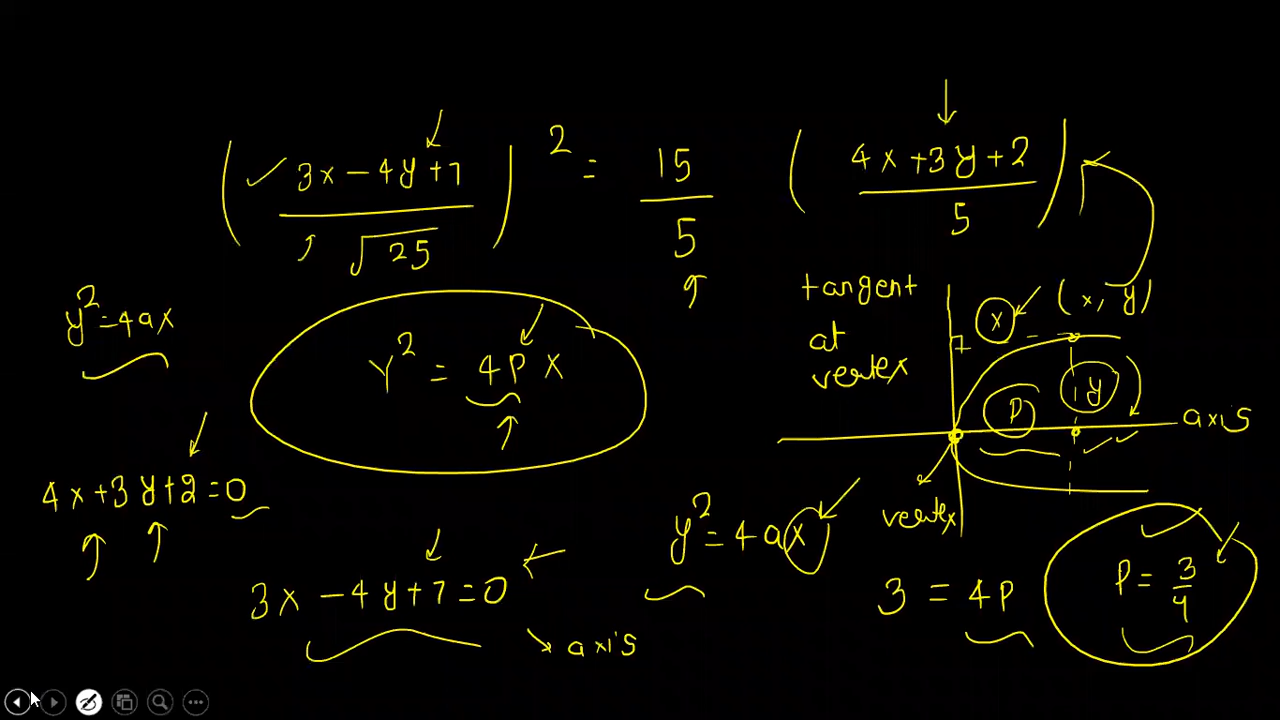 ( 3x − 4y + 7 / √25 )² = 15 / 5 ( 4x + 3y + 2 / 5 )
y² = 4ax
Y² = 4PX
tangent
at
vertex
x
(x, y)
P
y
axis
vertex
4x + 3y + 2 = 0
3x − 4y + 7 = 0
axis
y² = 4ax
3 = 4P
P = 3/4